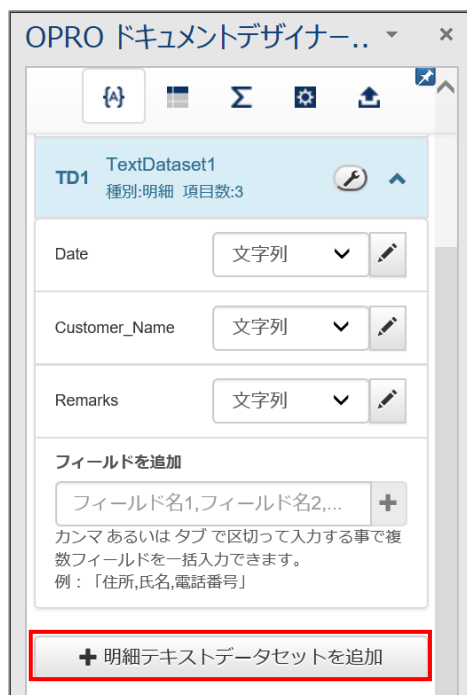 OPRO ドキュメントデザイナー..
{A}
TD1 TextDataset1
種別:明細 項目数:3
Date 文字列
Customer_Name 文字列
Remarks 文字列
フィールドを追加
フィールド名1,フィールド名2,...
カンマ あるいは タブ で区切って入力する事で複
数フィールドを一括入力できます。
例：「住所,氏名,電話番号」
明細テキストデータセットを追加